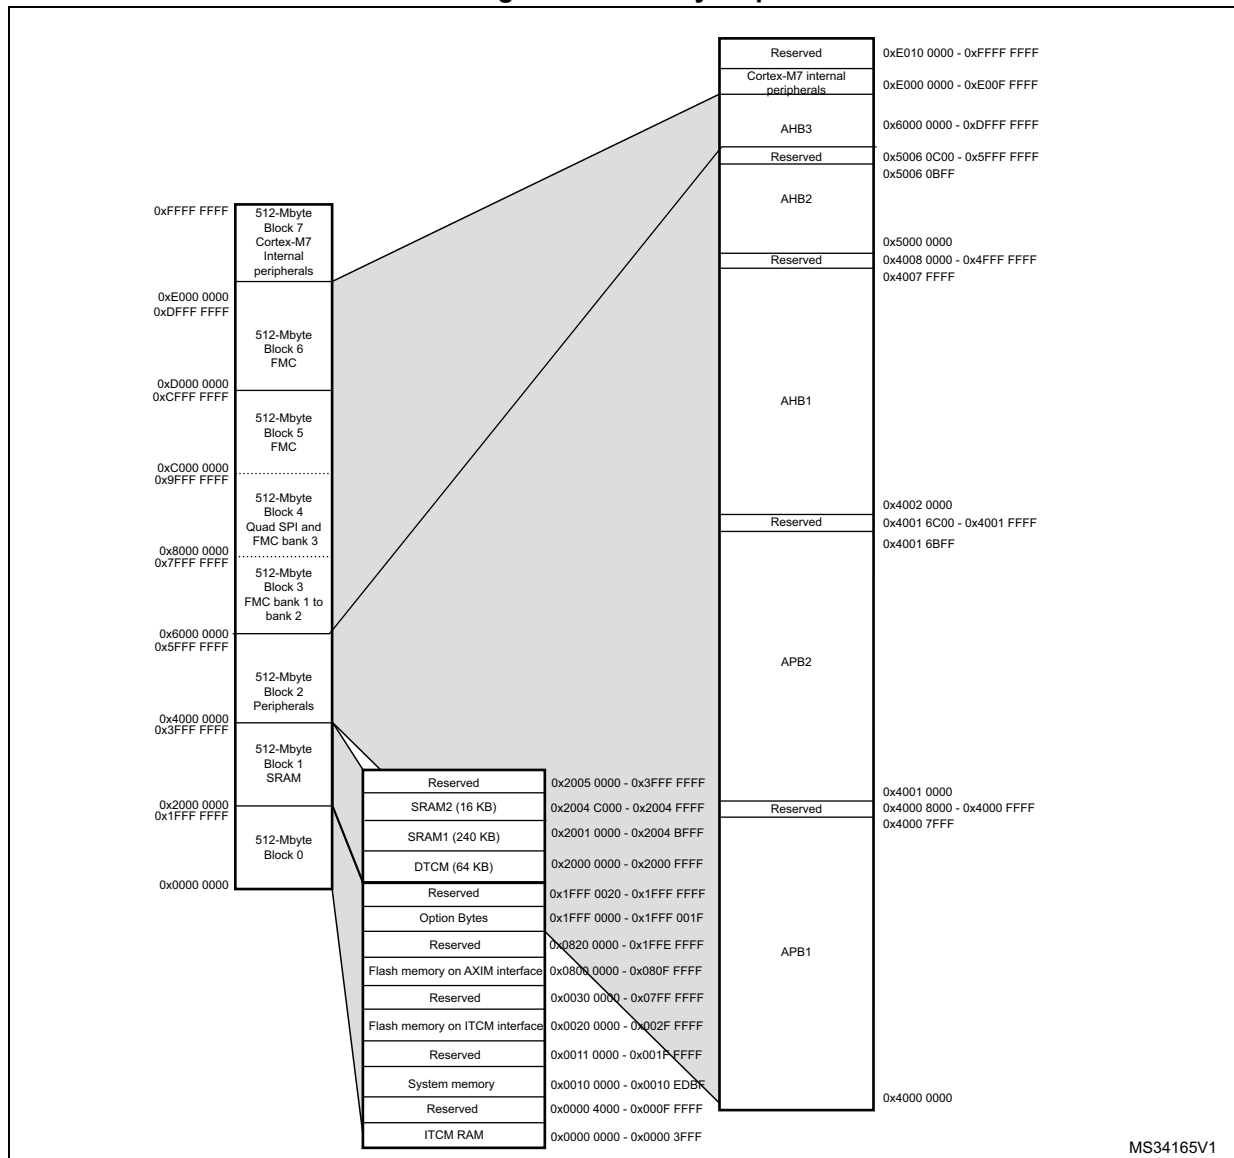 0xFFFF FFFF
512-Mbyte
Block 7
Cortex-M7
Internal
peripherals
0xE000 0000
0xDFFF FFFF
512-Mbyte
Block 6
FMC
0xD000 0000
0xCFFF FFFF
512-Mbyte
Block 5
FMC
0xC000 0000
0x9FFF FFFF
512-Mbyte
Block 4
Quad SPI and
FMC bank 3
0x8000 0000
0x7FFF FFFF
512-Mbyte
Block 3
FMC bank 1 to
bank 2
0x6000 0000
0x5FFF FFFF
512-Mbyte
Block 2
Peripherals
0x4000 0000
0x3FFF FFFF
512-Mbyte
Block 1
SRAM
0x2000 0000
0x1FFF FFFF
512-Mbyte
Block 0
0x0000 0000
Reserved 0x2005 0000 - 0x3FFF FFFF
SRAM2 (16 KB) 0x2004 C000 - 0x2004 FFFF
SRAM1 (240 KB) 0x2001 0000 - 0x2004 BFFF
DTCM (64 KB) 0x2000 0000 - 0x2000 FFFF
Reserved 0x1FFF 0020 - 0x1FFF FFFF
Option Bytes 0x1FFF 0000 - 0x1FFF 001F
Reserved 0x0820 0000 - 0x1FFE FFFF
Flash memory on AXIM interface 0x0800 0000 - 0x080F FFFF
Reserved 0x0030 0000 - 0x07FF FFFF
Flash memory on ITCM interface 0x0020 0000 - 0x002F FFFF
Reserved 0x0011 0000 - 0x001F FFFF
System memory 0x0010 0000 - 0x0010 EDBF
Reserved 0x0000 4000 - 0x000F FFFF
ITCM RAM 0x0000 0000 - 0x0000 3FFF
Reserved 0xE010 0000 - 0xFFFF FFFF
Cortex-M7 internal
peripherals 0xE000 0000 - 0xE00F FFFF
AHB3 0x6000 0000 - 0xDFFF FFFF
Reserved 0x5006 0C00 - 0x5FFF FFFF
0x5006 0BFF
AHB2
0x5000 0000
Reserved 0x4008 0000 - 0x4FFF FFFF
0x4007 FFFF
AHB1
0x4002 0000
Reserved 0x4001 6C00 - 0x4001 FFFF
0x4001 6BFF
APB2
0x4001 0000
Reserved 0x4000 8000 - 0x4000 FFFF
0x4000 7FFF
APB1
0x4000 0000
MS34165V1